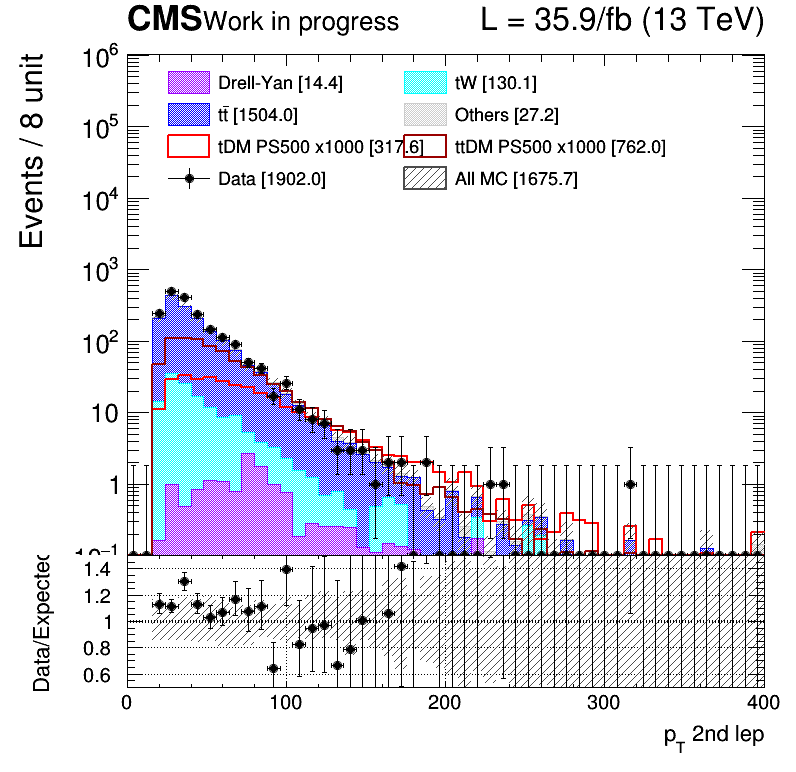 CMS Work in progress L = 35.9/fb (13 TeV)
Events / 8 unit
10⁶
10⁵
10⁴
10³
10²
10
1
10⁻¹
Drell-Yan [14.4] tW [130.1]
tt̄ [1504.0] Others [27.2]
tDM PS500 x1000 [317.6] ttDM PS500 x1000 [762.0]
Data [1902.0] All MC [1675.7]
Data/Expected
1.4
1.2
1
0.8
0.6
0 100 200 300 400
p_T 2nd lep